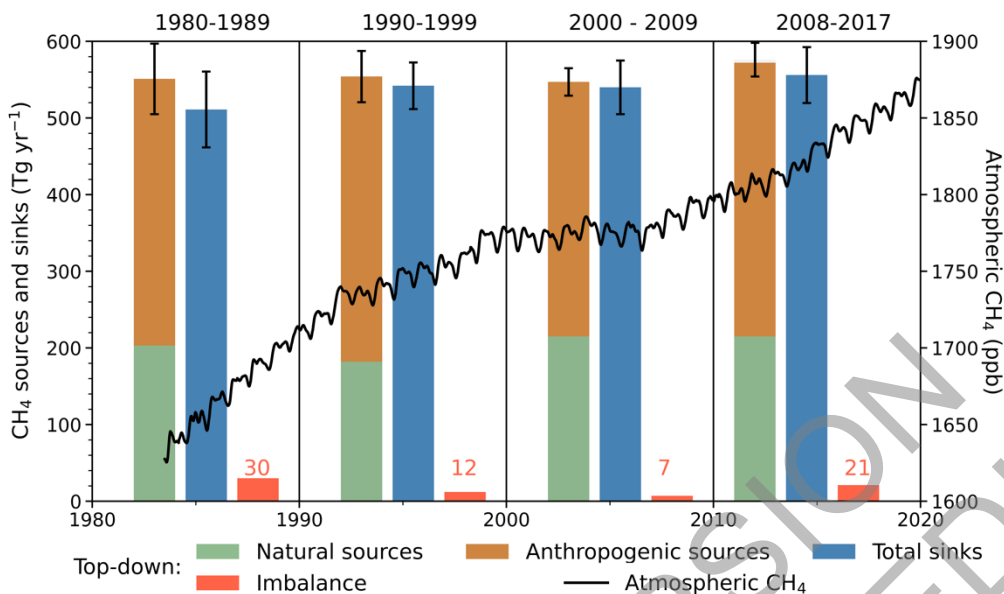 1980-1989 1990-1999 2000 - 2009 2008-2017
600 1900
500 1850
400 1800
300 1750
200 1700
100 1650
0 1600
CH₄ sources and sinks (Tg yr⁻¹)
Atmospheric CH₄ (ppb)
30 12 7 21
1980 1990 2000 2010 2020
Top-down:
Natural sources Anthropogenic sources Total sinks
Imbalance Atmospheric CH₄
SION